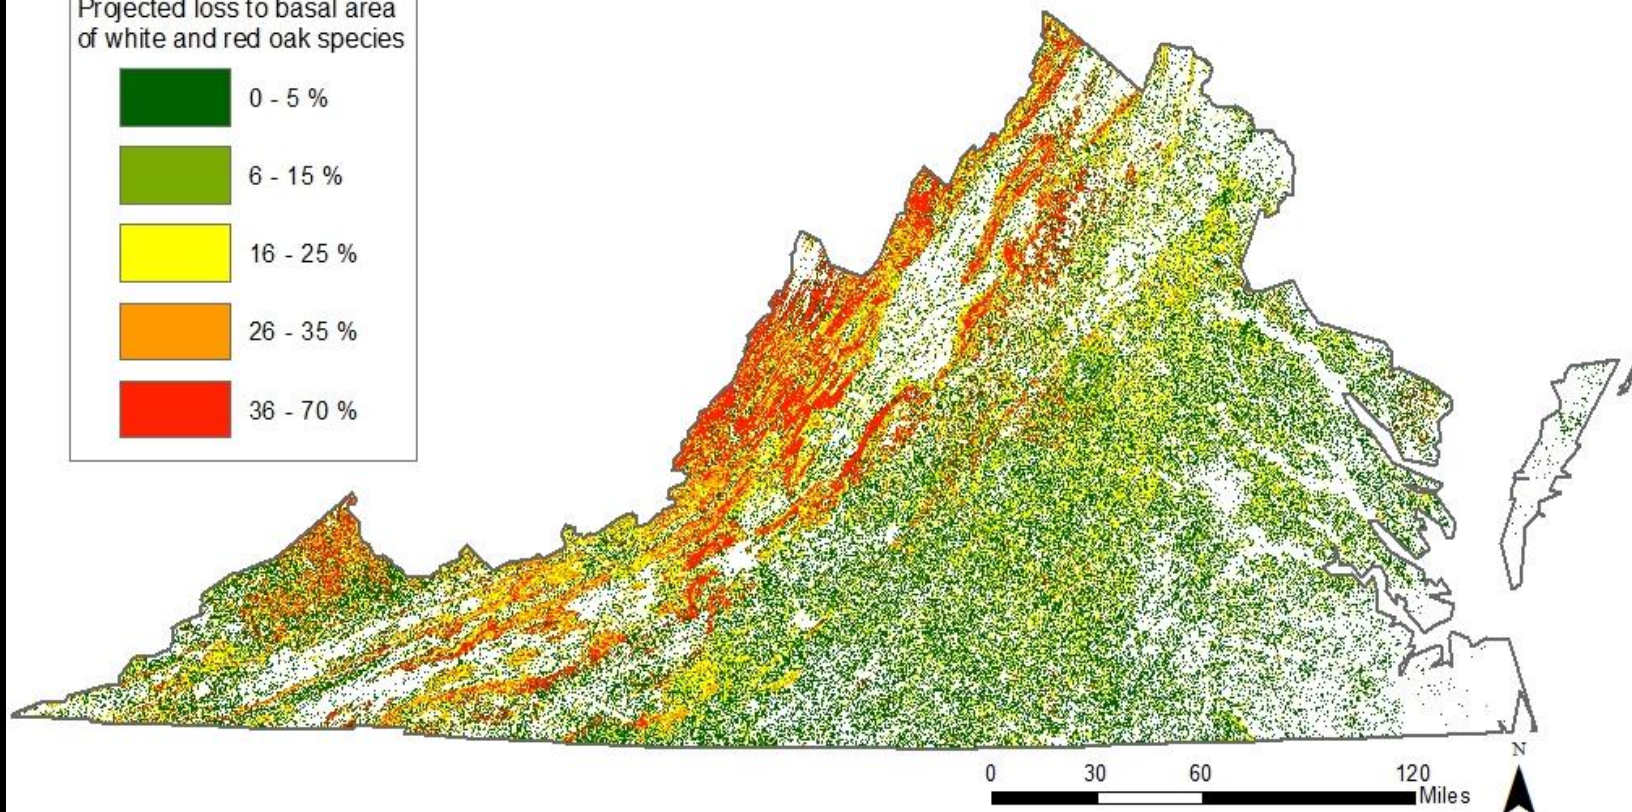 Projected loss to basal area
of white and red oak species
0 - 5 %
6 - 15 %
16 - 25 %
26 - 35 %
36 - 70 %
N
0 30 60 120
Miles